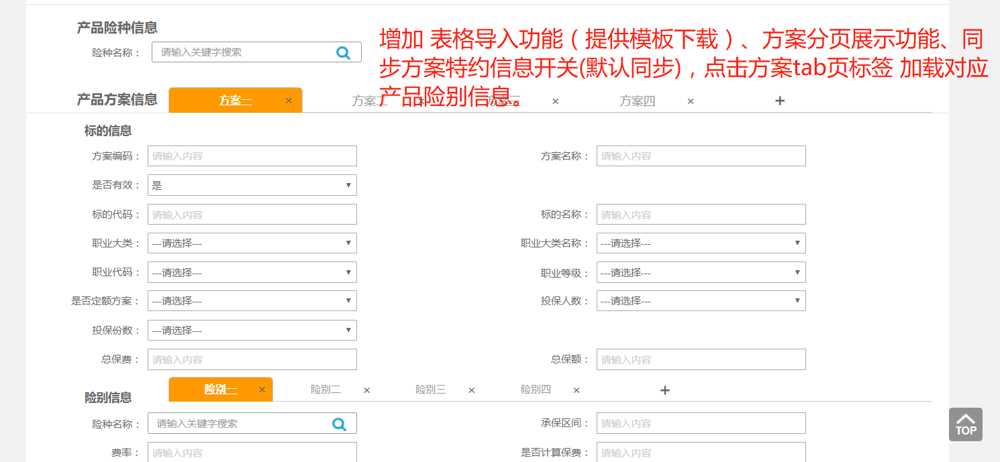 产品险种信息
增加 表格导入功能（提供模板下载）、方案分页展示功能、同
险种名称： 请输入关键字搜索
步方案特约信息开关(默认同步)，点击方案tab页标签 加载对应
产品险别信息。
产品方案信息 方案一 × 方案二 × 方案三 × 方案四 × +
标的信息
方案编码： 请输入内容 方案名称： 请输入内容
是否有效： 是
标的代码： 请输入内容 标的名称： 请输入内容
职业大类： ---请选择--- 职业大类名称： ---请选择---
职业代码： ---请选择--- 职业等级： ---请选择---
是否定额方案： ---请选择--- 投保人数： ---请选择---
投保份数： ---请选择---
总保费： 请输入内容 总保额： 请输入内容
险别信息 险别一 × 险别二 × 险别三 × 险别四 × +
险种名称： 请输入关键字搜索 承保区间： 请输入内容
TOP
费率： 请输入内容 是否计算保费： 请输入内容